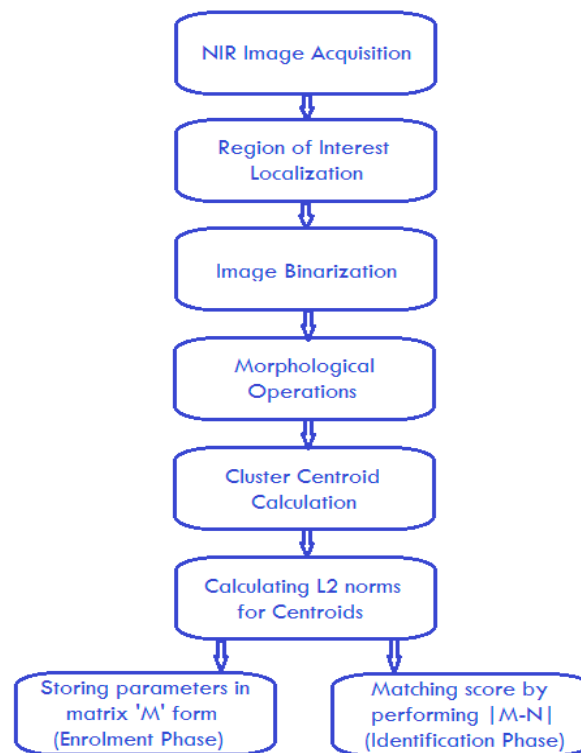 NIR Image Acquisition
Region of Interest
Localization
Image Binarization
Morphological
Operations
Cluster Centroid
Calculation
Calculating L2 norms
for Centroids
Storing parameters in
matrix 'M' form
(Enrolment Phase)
Matching score by
performing |M-N|
(Identification Phase)